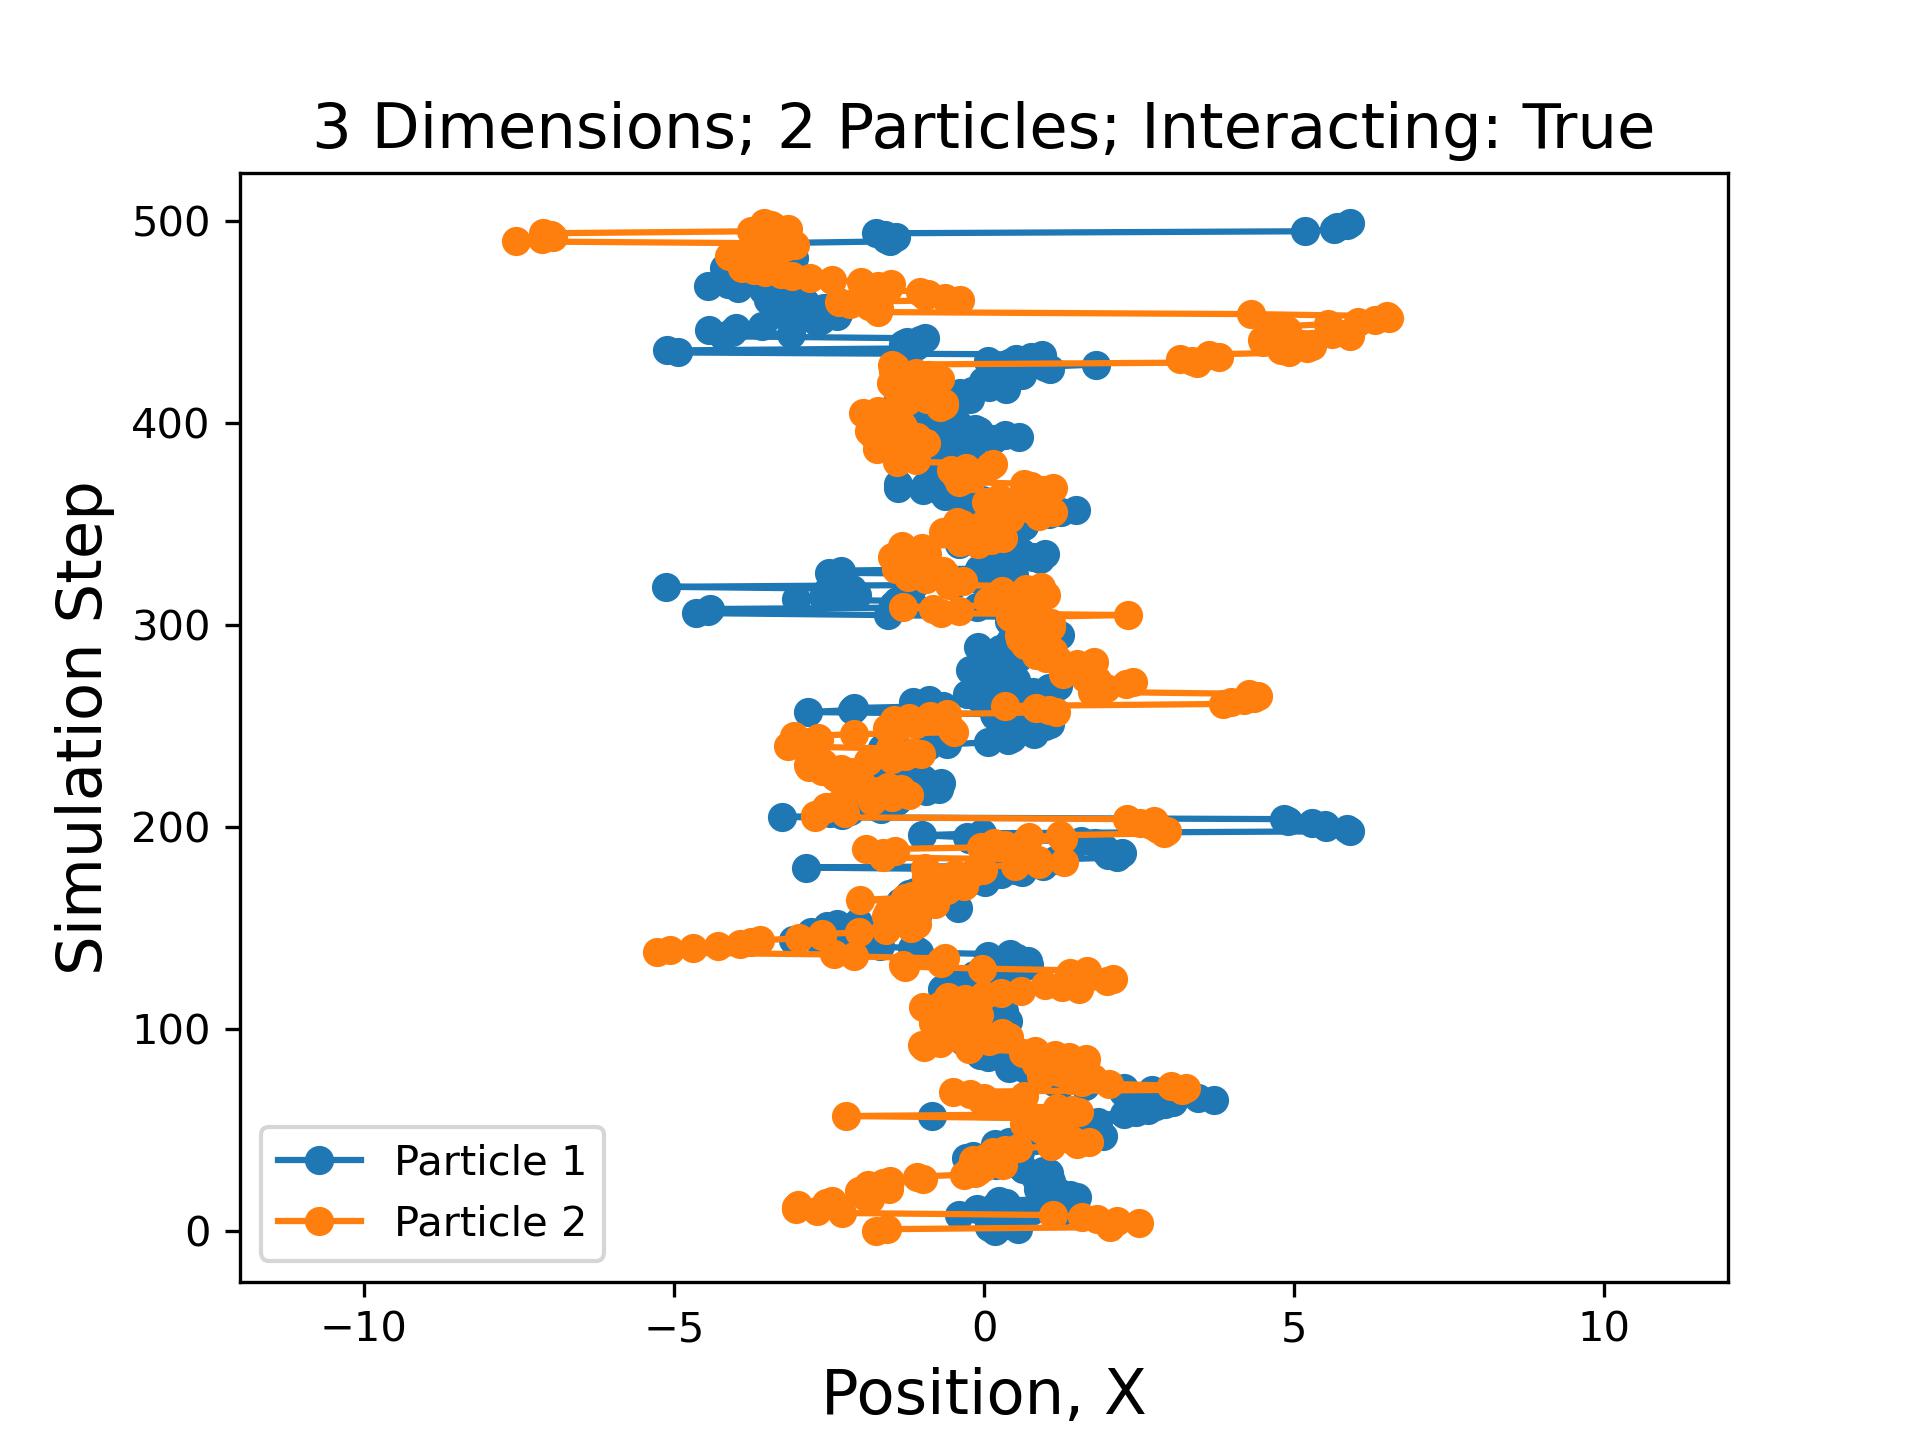 3 Dimensions; 2 Particles; Interacting: True
Simulation Step
500
400
300
200
100
0
Particle 1
Particle 2
−10
−5
0
5
10
Position, X